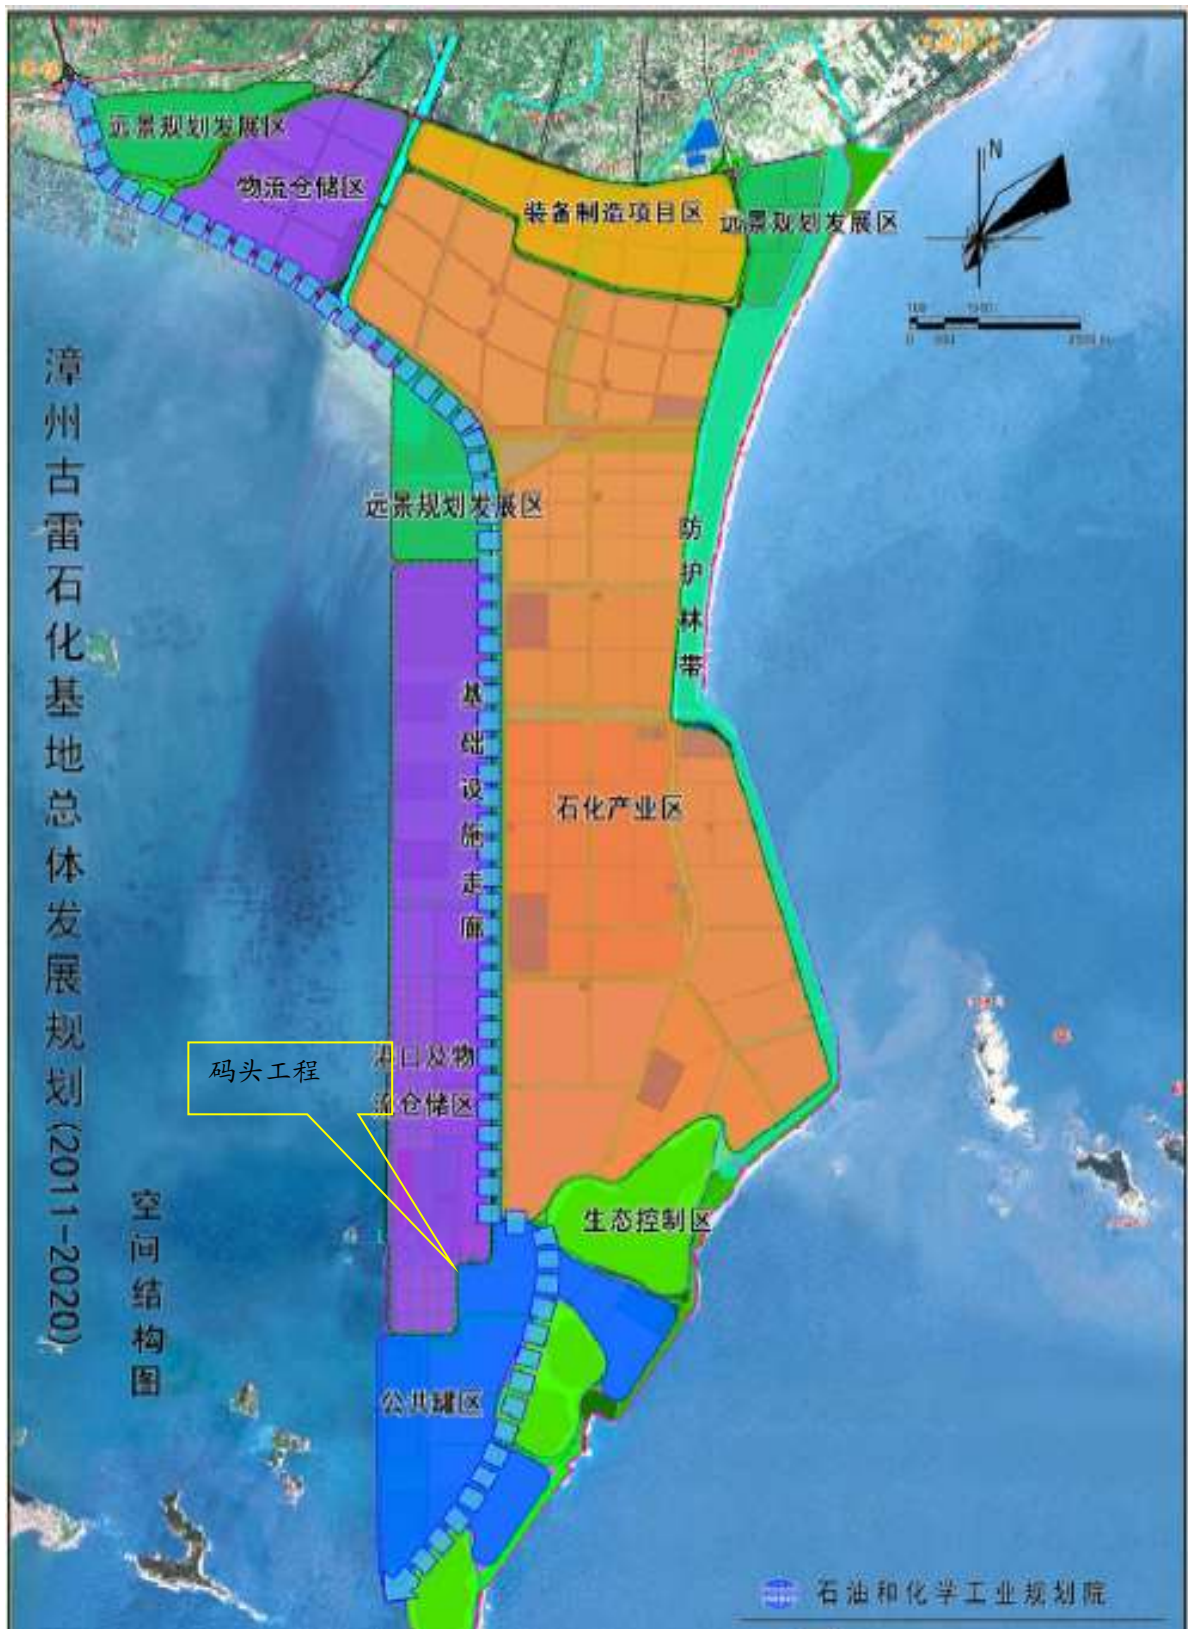 漳州古雷石化基地总体发展规划(2011-2020)
空间结构图
远景规划发展区
物流仓储区
装备制造项目区
远景规划发展区
N
远景规划发展区
防护林带
基础设施走廊
石化产业区
港口及物
流仓储区
码头工程
生态控制区
公共罐区
石油和化学工业规划院